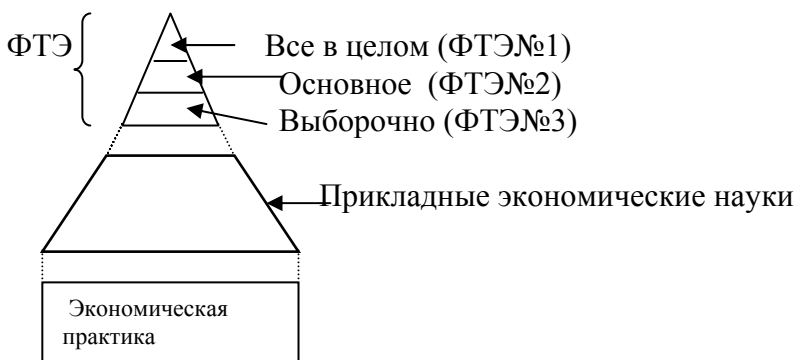 ФТЭ
Все в целом (ФТЭ№1)
Основное (ФТЭ№2)
Выборочно (ФТЭ№3)
Прикладные экономические науки
Экономическая
практика